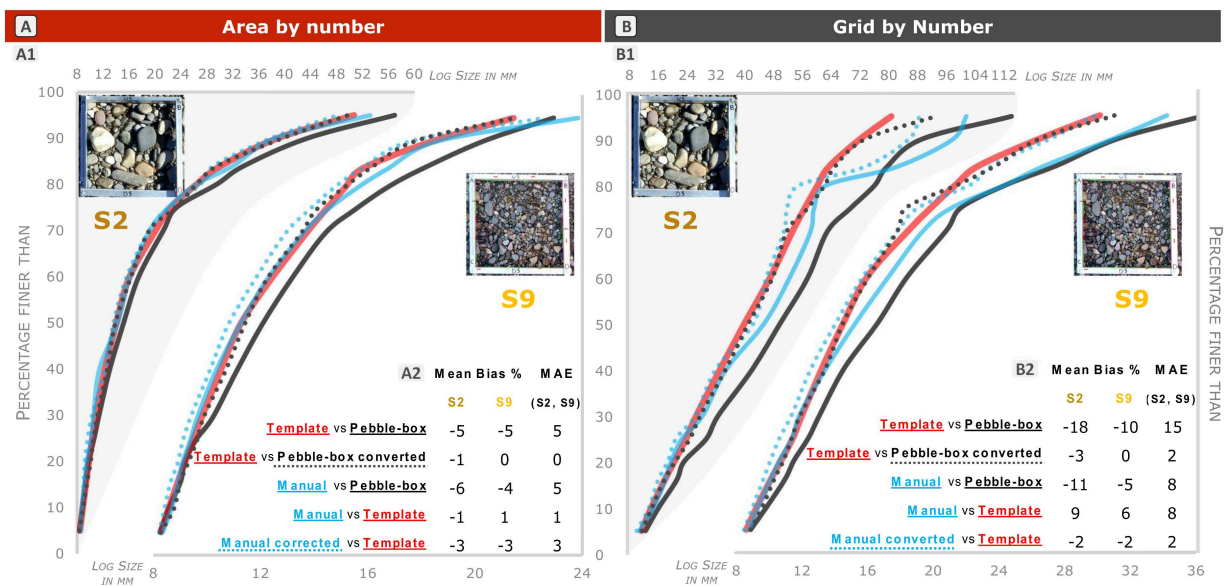 A Area by number
A1
8 12 16 20 24 28 32 36 44 52 60 LOG SIZE IN MM
100
90
80
70
60
50
40
30
20
10
0
PERCENTAGE FINER THAN
S2
S9
A2 Mean Bias % MAE
S2 S9 (S2, S9)
Template vs Pebble-box -5 -5 5
Template vs Pebble-box converted -1 0 0
Manual vs Pebble-box -6 -4 5
Manual vs Template -1 1 1
Manual corrected vs Template -3 -3 3
LOG SIZE
IN MM
8 12 16 20 24
B Grid by Number
B1
8 16 24 32 40 48 56 64 72 80 88 96 104 112 LOG SIZE IN MM
100
90
80
70
60
50
40
30
20
10
0
S2
S9
PERCENTAGE FINER THAN
B2 Mean Bias % MAE
S2 S9 (S2, S9)
Template vs Pebble-box -18 -10 15
Template vs Pebble-box converted -3 0 2
Manual vs Pebble-box -11 -5 8
Manual vs Template 9 6 8
Manual converted vs Template -2 -2 2
LOG SIZE
IN MM
8 12 16 20 24 28 32 36